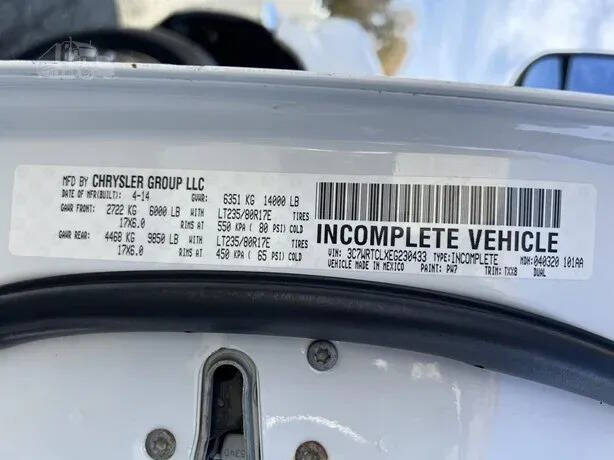 MFD BY CHRYSLER GROUP LLC
DATE OF MFR(BUILT): 4-14 GVWR: 6351 KG 14000 LB
GAWR FRONT: 2722 KG 6000 LB WITH LT235/80R17E TIRES
17X6.0 RIMS AT 550 KPA ( 80 PSI) COLD
GAWR REAR: 4468 KG 9850 LB WITH LT235/80R17E TIRES
17X6.0 RIMS AT 450 KPA ( 65 PSI) COLD
INCOMPLETE VEHICLE
VIN: 3C7WRTCLXEG230433 TYPE: INCOMPLETE MDH: 040320 101AA
VEHICLE MADE IN MEXICO PAINT: PW7 TRIM: TXX8 DUAL